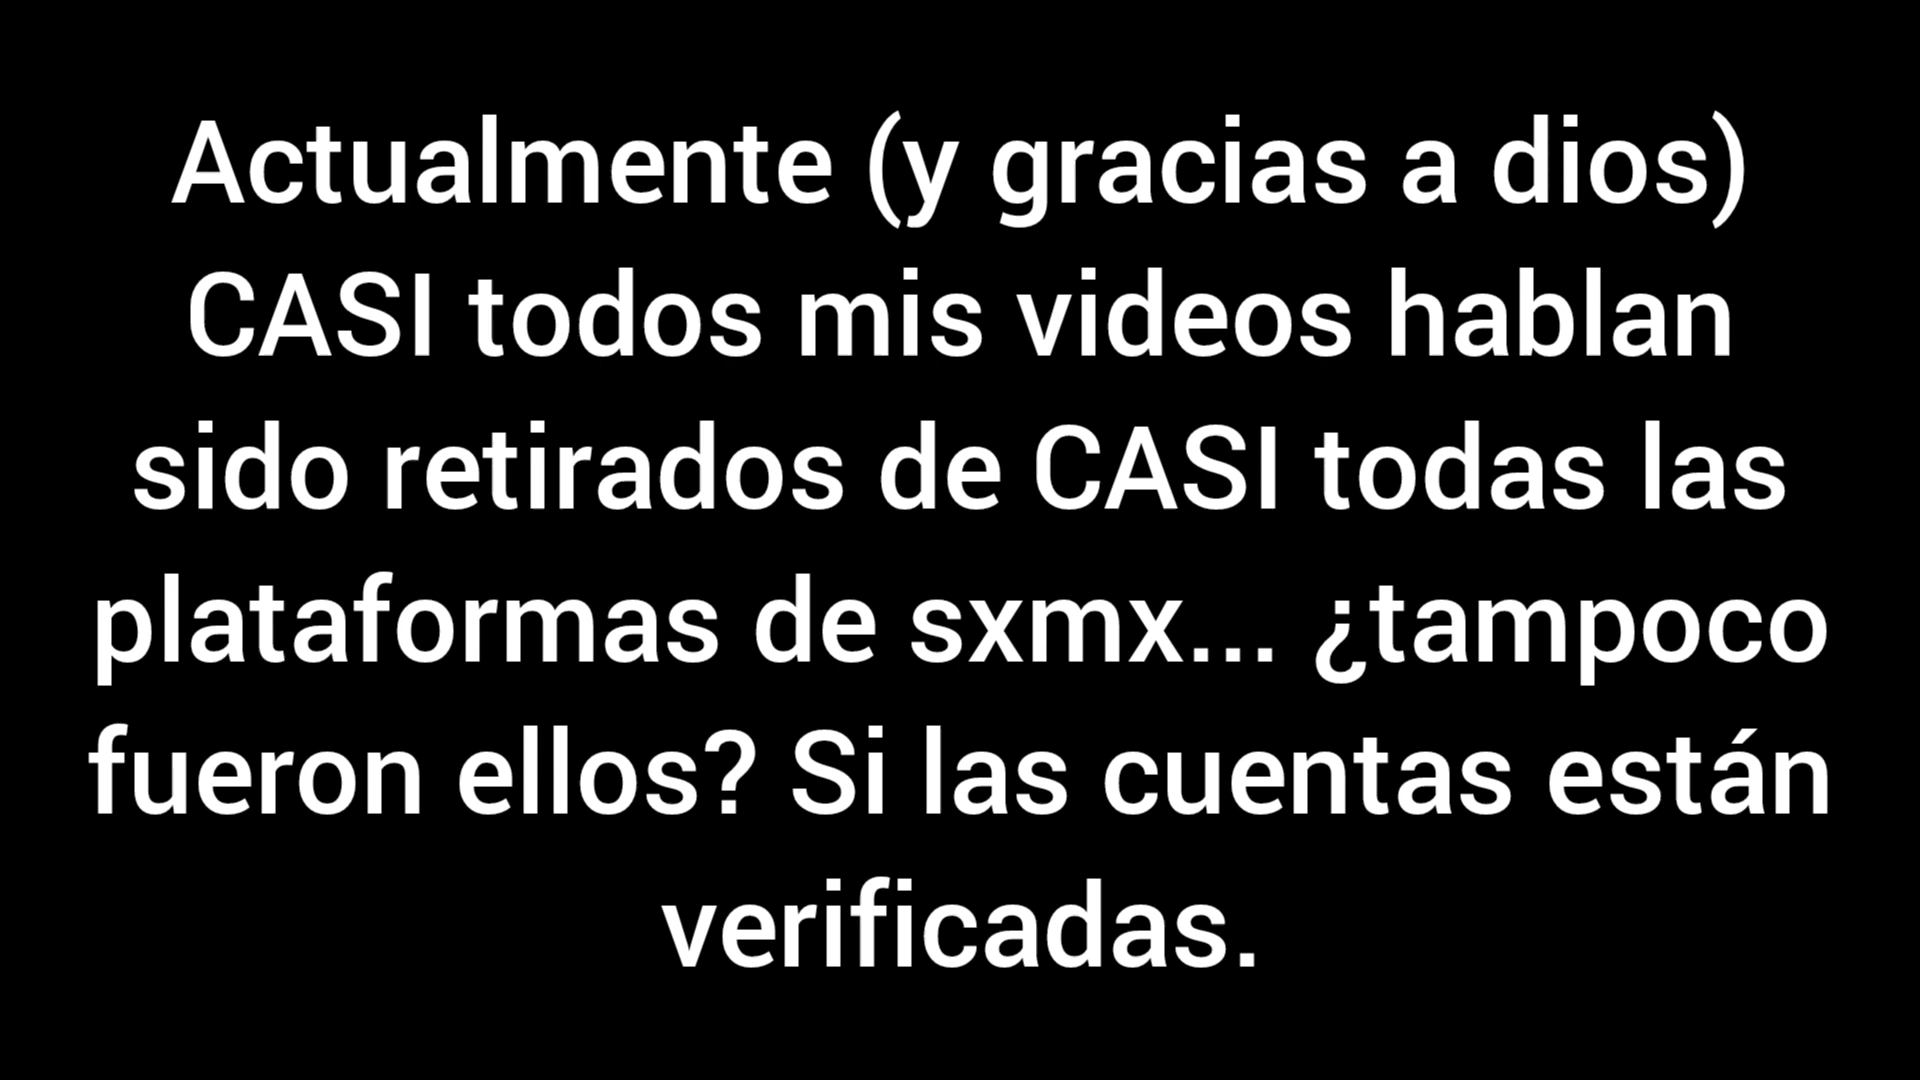 Actualmente (y gracias a dios)
CASI todos mis videos hablan
sido retirados de CASI todas las
plataformas de sxmx... ¿tampoco
fueron ellos? Si las cuentas están
verificadas.